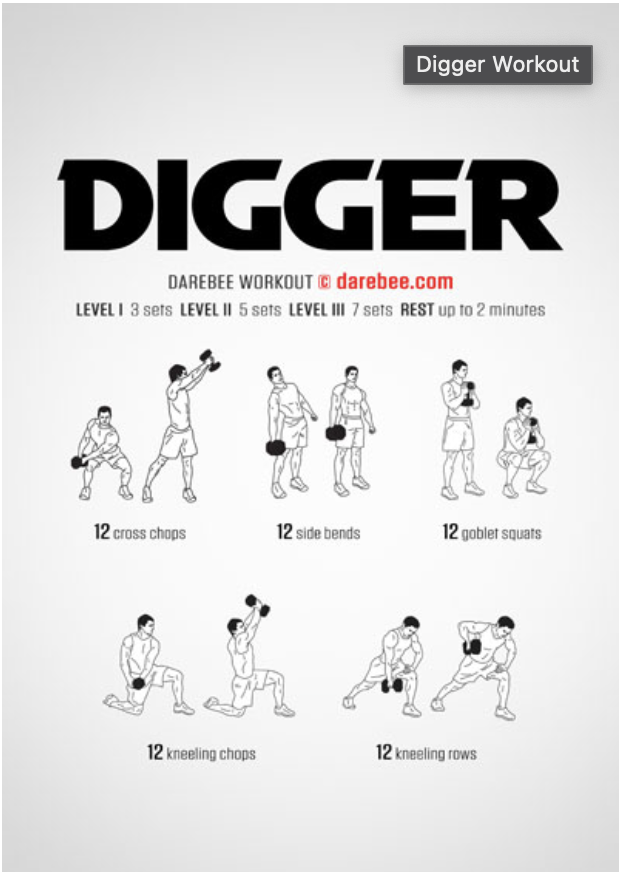 Digger Workout
DIGGER
DAREBEE WORKOUT © darebee.com
LEVEL I 3 sets LEVEL II 5 sets LEVEL III 7 sets REST up to 2 minutes
12 cross chops
12 side bends
12 goblet squats
12 kneeling chops
12 kneeling rows